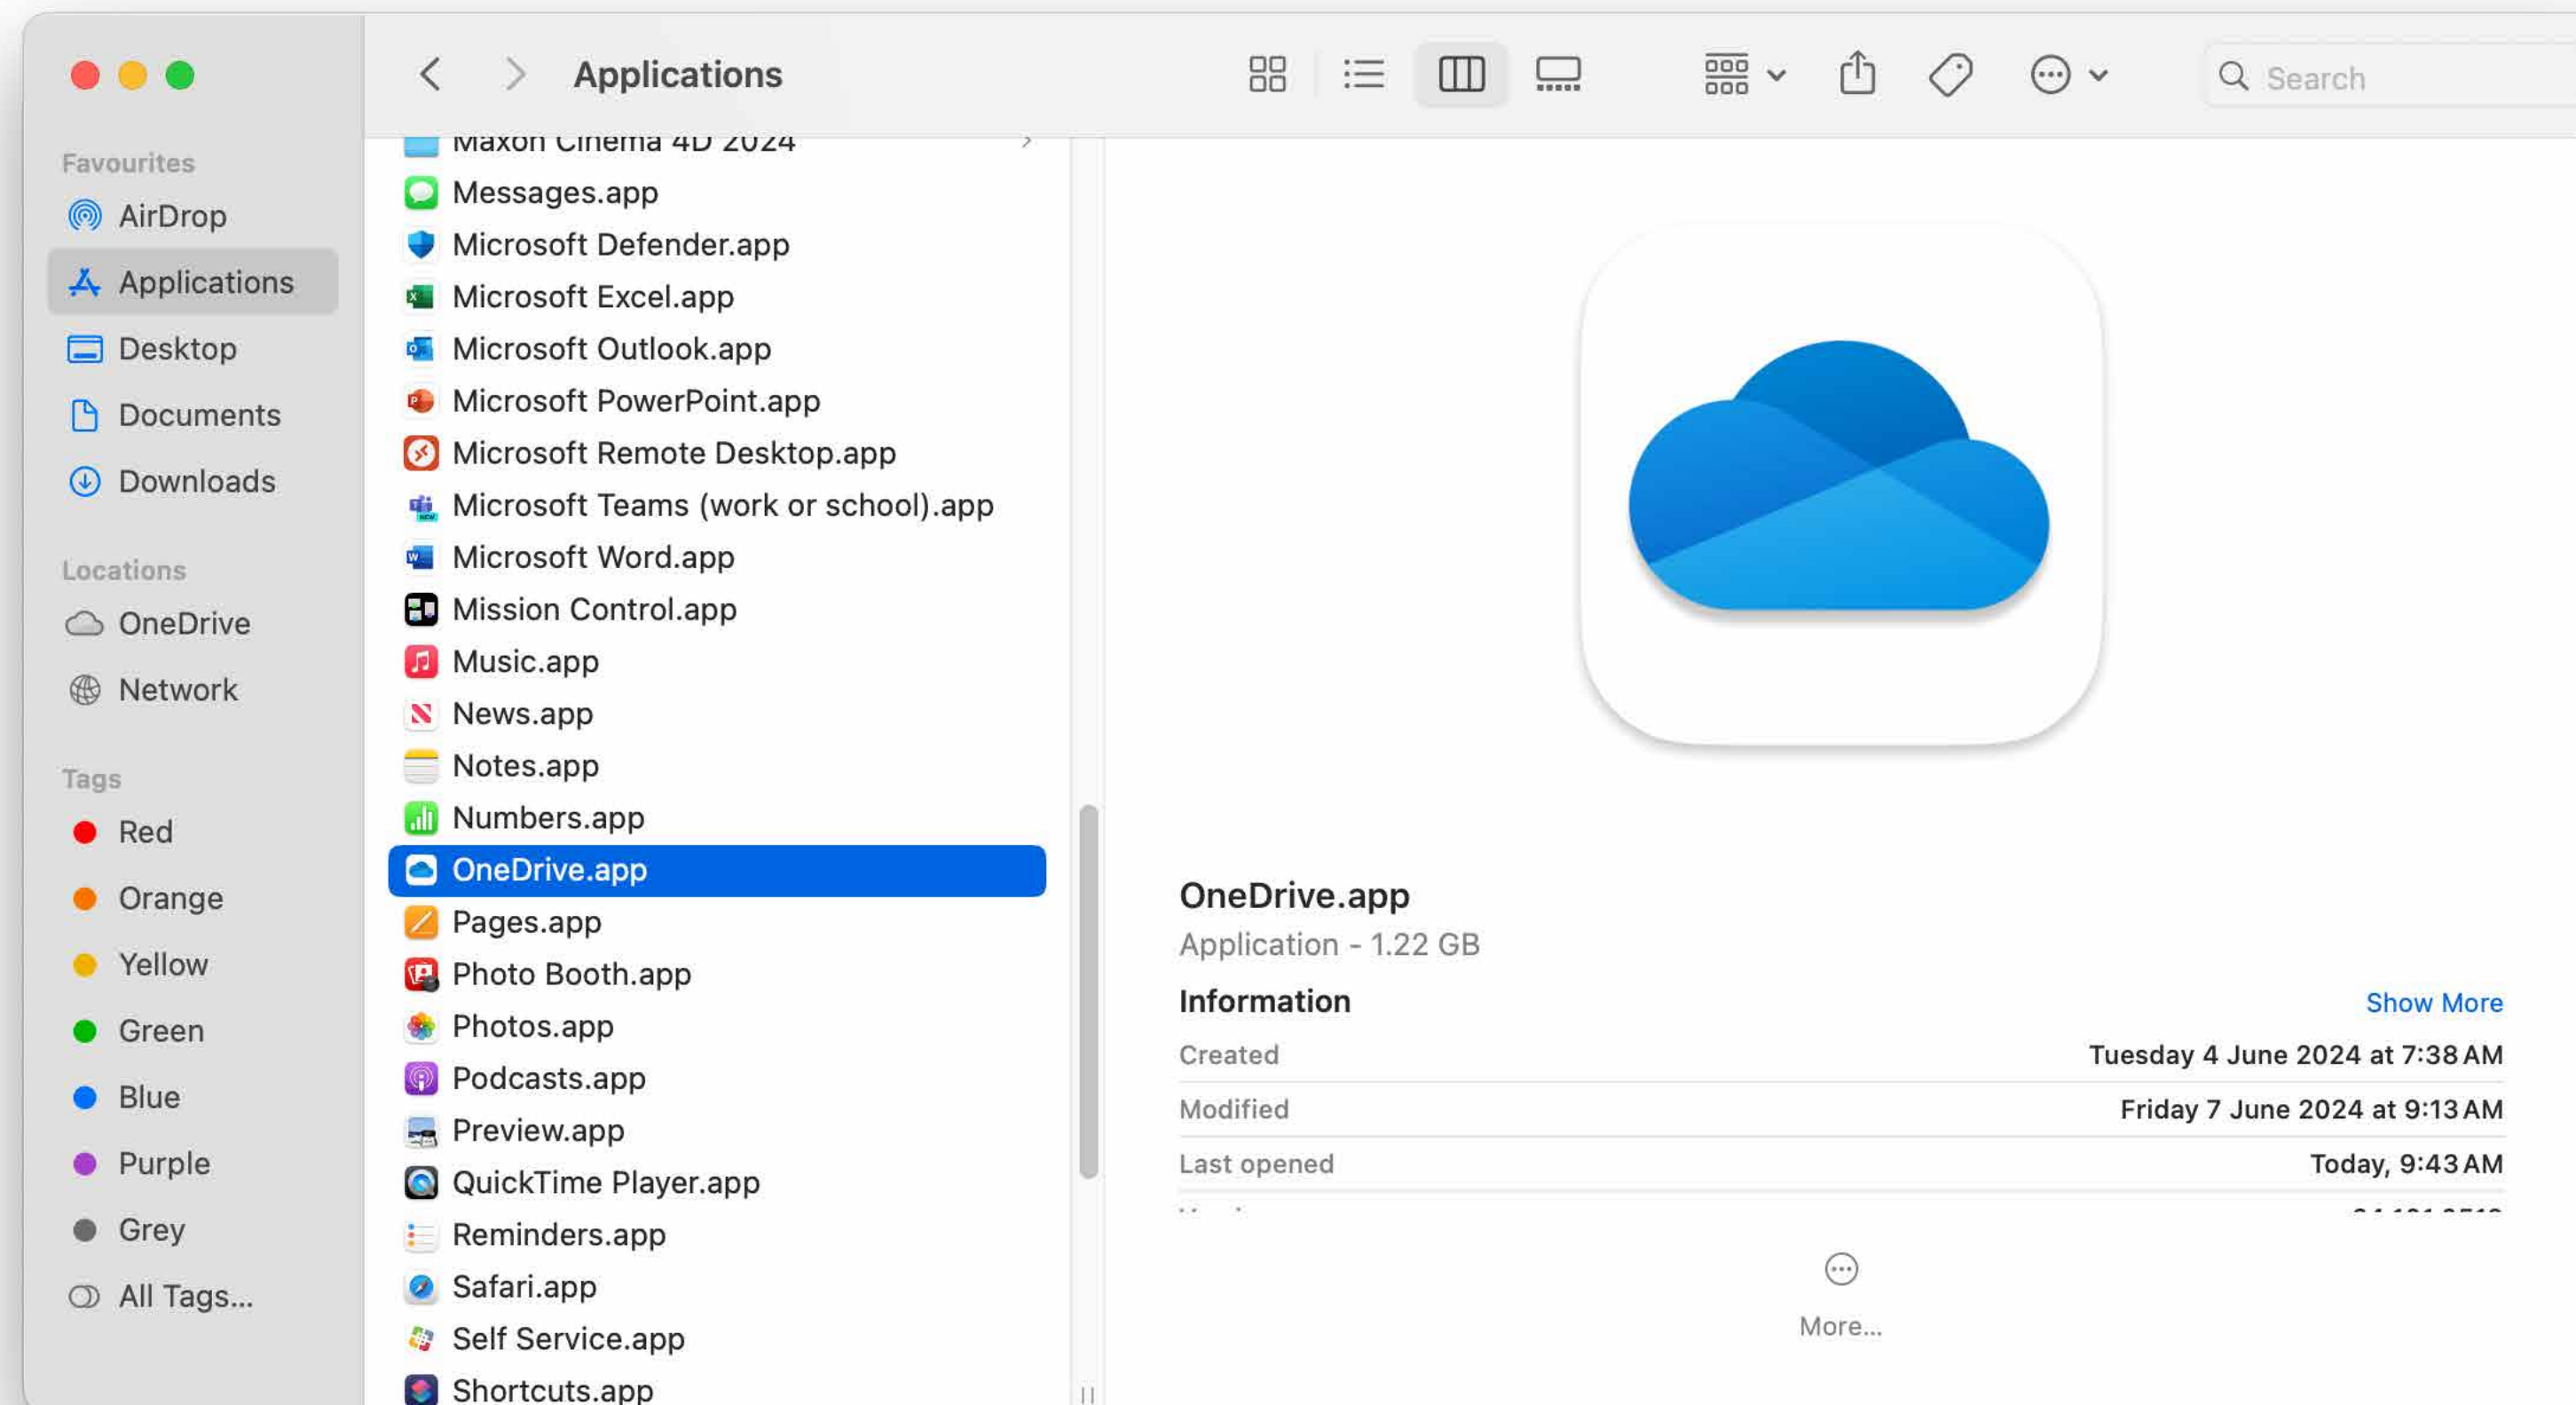 Applications
Search
Favourites
AirDrop
Applications
Desktop
Documents
Downloads
Locations
OneDrive
Network
Tags
Red
Orange
Yellow
Green
Blue
Purple
Grey
All Tags...
Maxon Cinema 4D 2024
Messages.app
Microsoft Defender.app
Microsoft Excel.app
Microsoft Outlook.app
Microsoft PowerPoint.app
Microsoft Remote Desktop.app
Microsoft Teams (work or school).app
Microsoft Word.app
Mission Control.app
Music.app
News.app
Notes.app
Numbers.app
OneDrive.app
Pages.app
Photo Booth.app
Photos.app
Podcasts.app
Preview.app
QuickTime Player.app
Reminders.app
Safari.app
Self Service.app
Shortcuts.app
OneDrive.app
Application - 1.22 GB
Information Show More
Created Tuesday 4 June 2024 at 7:38 AM
Modified Friday 7 June 2024 at 9:13 AM
Last opened Today, 9:43 AM
More...